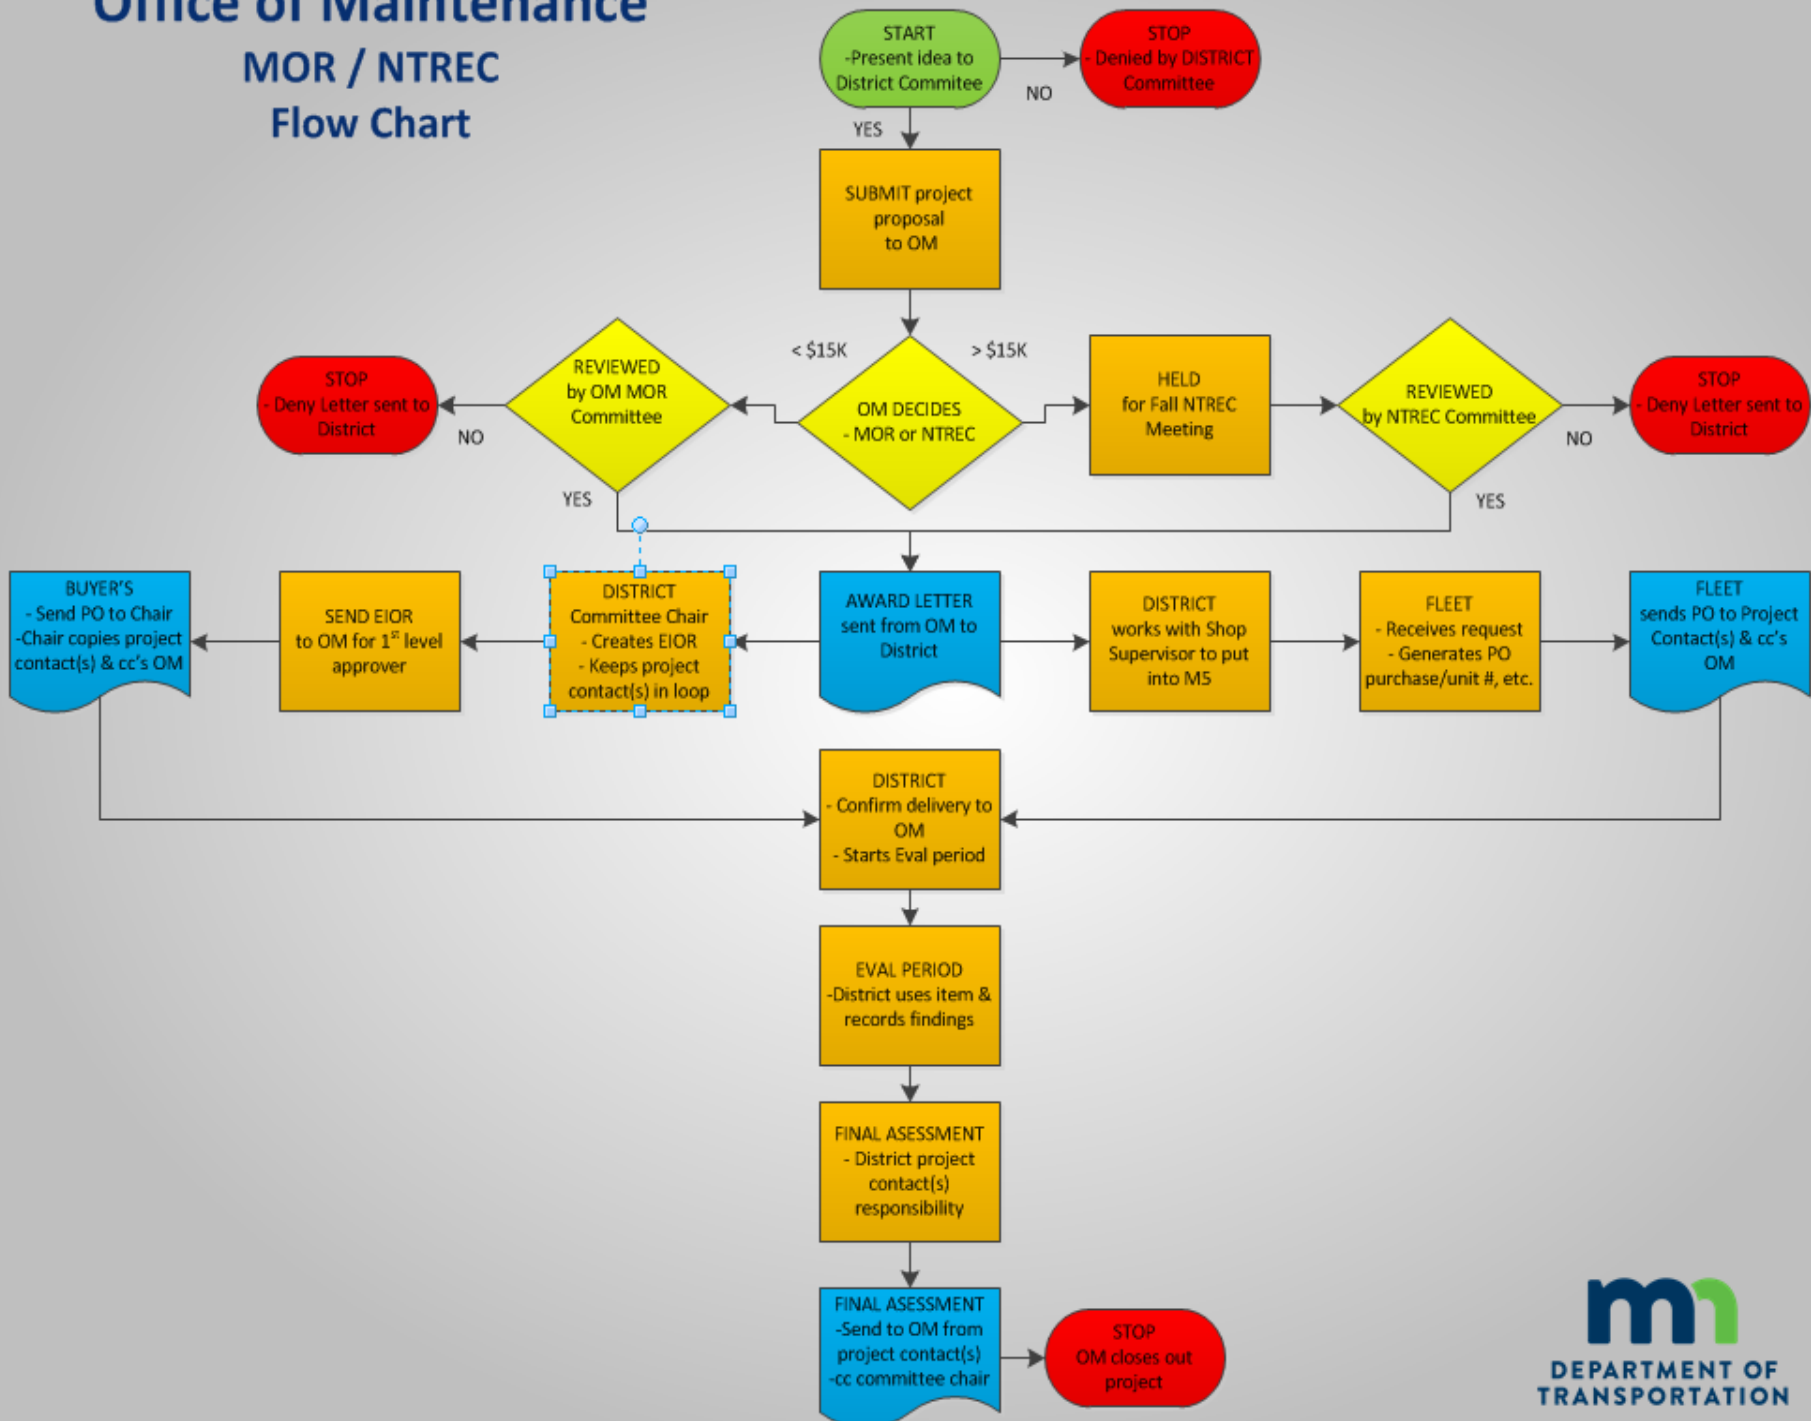 Office of Maintenance
MOR / NTREC
Flow Chart
START
-Present idea to
District Commitee
NO
STOP
- Denied by DISTRICT
Committee
YES
SUBMIT project
proposal
to OM
< $15K
> $15K
OM DECIDES
- MOR or NTREC
REVIEWED
by OM MOR
Committee
NO
STOP
- Deny Letter sent to
District
YES
HELD
for Fall NTREC
Meeting
REVIEWED
by NTREC Committee
NO
STOP
- Deny Letter sent to
District
YES
BUYER'S
- Send PO to Chair
-Chair copies project
contact(s) & cc's OM
SEND EIOR
to OM for 1st level
approver
DISTRICT
Committee Chair
- Creates EIOR
- Keeps project
contact(s) in loop
AWARD LETTER
sent from OM to
District
DISTRICT
works with Shop
Supervisor to put
into M5
FLEET
- Receives request
- Generates PO
purchase/unit #, etc.
FLEET
sends PO to Project
Contact(s) & cc's
OM
DISTRICT
- Confirm delivery to
OM
- Starts Eval period
EVAL PERIOD
-District uses item &
records findings
FINAL ASESSMENT
- District project
contact(s)
responsibility
FINAL ASESSMENT
-Send to OM from
project contact(s)
-cc committee chair
STOP
OM closes out
project
mn
DEPARTMENT OF
TRANSPORTATION